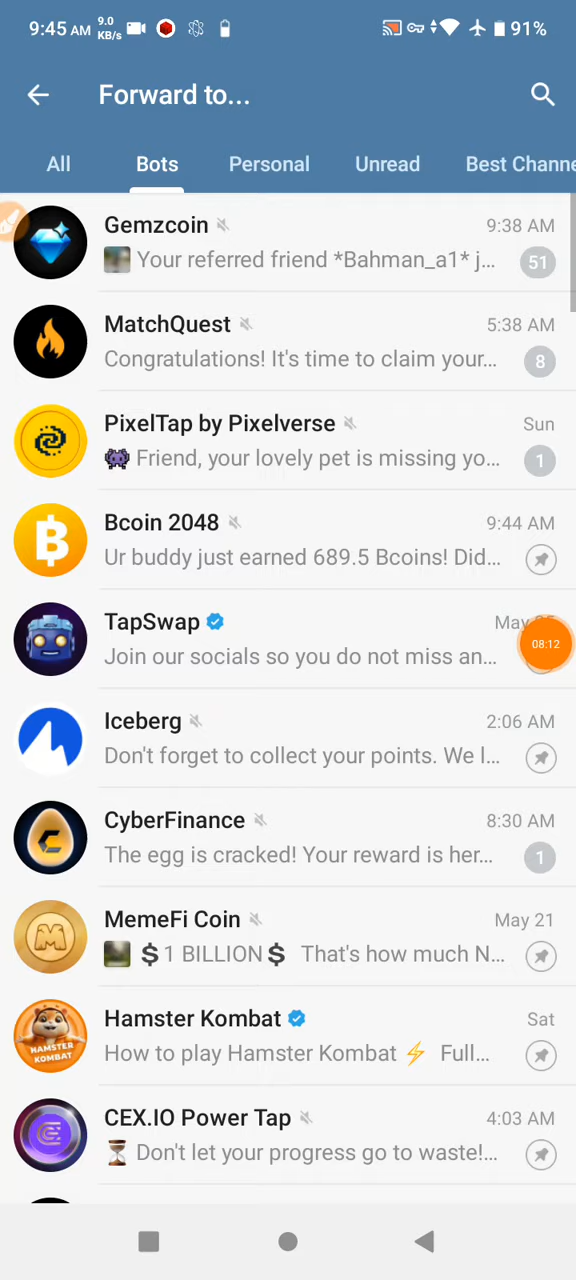 9:45 AM 9.0 KB/s 91%
Forward to...
All Bots Personal Unread Best Channe
Gemzcoin 9:38 AM
Your referred friend *Bahman_a1* j... 51
MatchQuest 5:38 AM
Congratulations! It's time to claim your... 8
PixelTap by Pixelverse Sun
Friend, your lovely pet is missing yo... 1
Bcoin 2048 9:44 AM
Ur buddy just earned 689.5 Bcoins! Did...
TapSwap May
Join our socials so you do not miss an...
08:12
Iceberg 2:06 AM
Don't forget to collect your points. We l...
CyberFinance 8:30 AM
The egg is cracked! Your reward is her... 1
MemeFi Coin May 21
$1 BILLION$ That's how much N...
Hamster Kombat Sat
How to play Hamster Kombat ⚡ Full...
HAMSTER
KOMBAT
CEX.IO Power Tap 4:03 AM
Don't let your progress go to waste!...